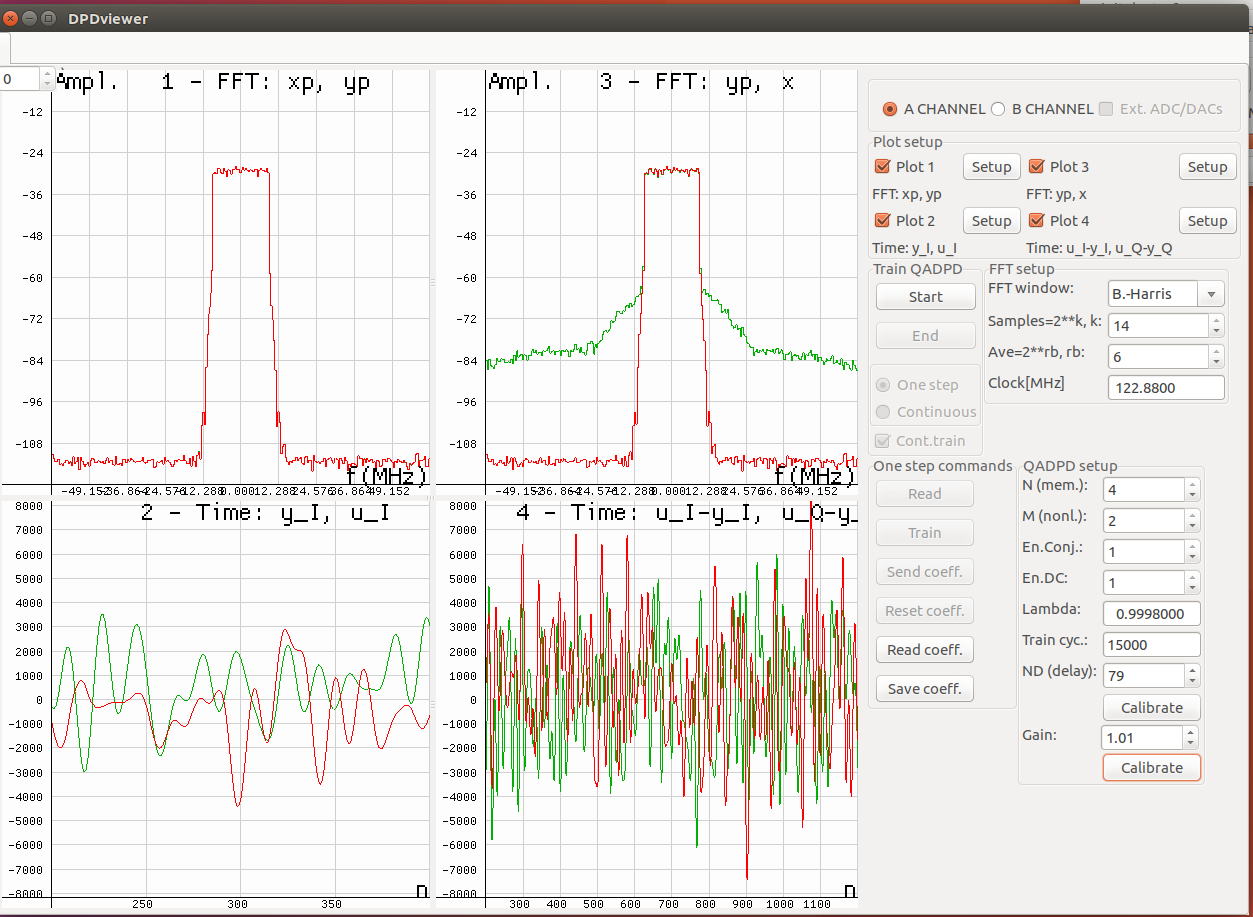 DPDviewer
0
Ampl. 1 - FFT: xp, yp
-12
-24
-36
-48
-60
-72
-84
-96
-108
f(MHz)
-49.152 -36.864 -24.576 -12.288 0.000 12.288 24.576 36.864 49.152
Ampl. 3 - FFT: yp, x
-12
-24
-36
-48
-60
-72
-84
-96
-108
f(MHz)
-49.152 -36.864 -24.576 -12.288 0.000 12.288 24.576 36.864 49.152
2 - Time: y_I, u_I
8000
7000
6000
5000
4000
3000
2000
1000
0
-1000
-2000
-3000
-4000
-5000
-6000
-7000
-8000
n
250 300 350
4 - Time: u_I-y_I, u_Q-y_
8000
7000
6000
5000
4000
3000
2000
1000
0
-1000
-2000
-3000
-4000
-5000
-6000
-7000
-8000
n
300 400 500 600 700 800 900 1000 1100
A CHANNEL B CHANNEL Ext. ADC/DACs
Plot setup
Plot 1 Setup Plot 3 Setup
FFT: xp, yp FFT: yp, x
Plot 2 Setup Plot 4 Setup
Time: y_I, u_I Time: u_I-y_I, u_Q-y_Q
Train QADPD
Start
End
One step
Continuous
Cont.train
FFT setup
FFT window: B.-Harris
Samples=2**k, k: 14
Ave=2**rb, rb: 6
Clock[MHz] 122.8800
One step commands
Read
Train
Send coeff.
Reset coeff.
Read coeff.
Save coeff.
QADPD setup
N (mem.): 4
M (nonl.): 2
En.Conj.: 1
En.DC: 1
Lambda: 0.9998000
Train cyc.: 15000
ND (delay): 79
Calibrate
Gain: 1.01
Calibrate